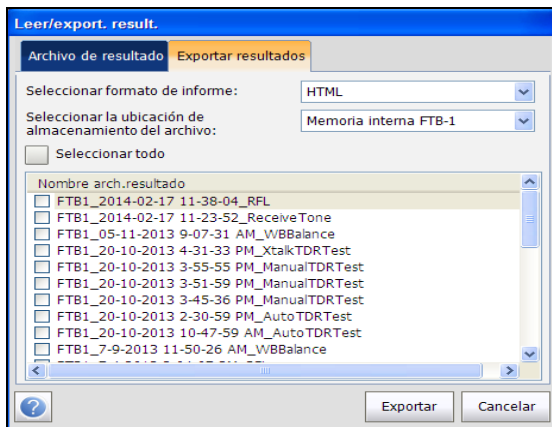 Leer/export. result.
Archivo de resultado Exportar resultados
Seleccionar formato de informe: HTML
Seleccionar la ubicación de
almacenamiento del archivo: Memoria interna FTB-1
Seleccionar todo
Nombre arch.resultado
FTB1_2014-02-17 11-38-04_RFL
FTB1_2014-02-17 11-23-52_ReceiveTone
FTB1_05-11-2013 9-07-31 AM_WBBalance
FTB1_20-10-2013 4-31-33 PM_XtalkTDRTest
FTB1_20-10-2013 3-55-55 PM_ManualTDRTest
FTB1_20-10-2013 3-51-59 PM_ManualTDRTest
FTB1_20-10-2013 3-45-36 PM_ManualTDRTest
FTB1_20-10-2013 2-30-59 PM_AutoTDRTest
FTB1_20-10-2013 10-47-59 AM_AutoTDRTest
FTB1_7-9-2013 11-50-26 AM_WBBalance
? Exportar Cancelar